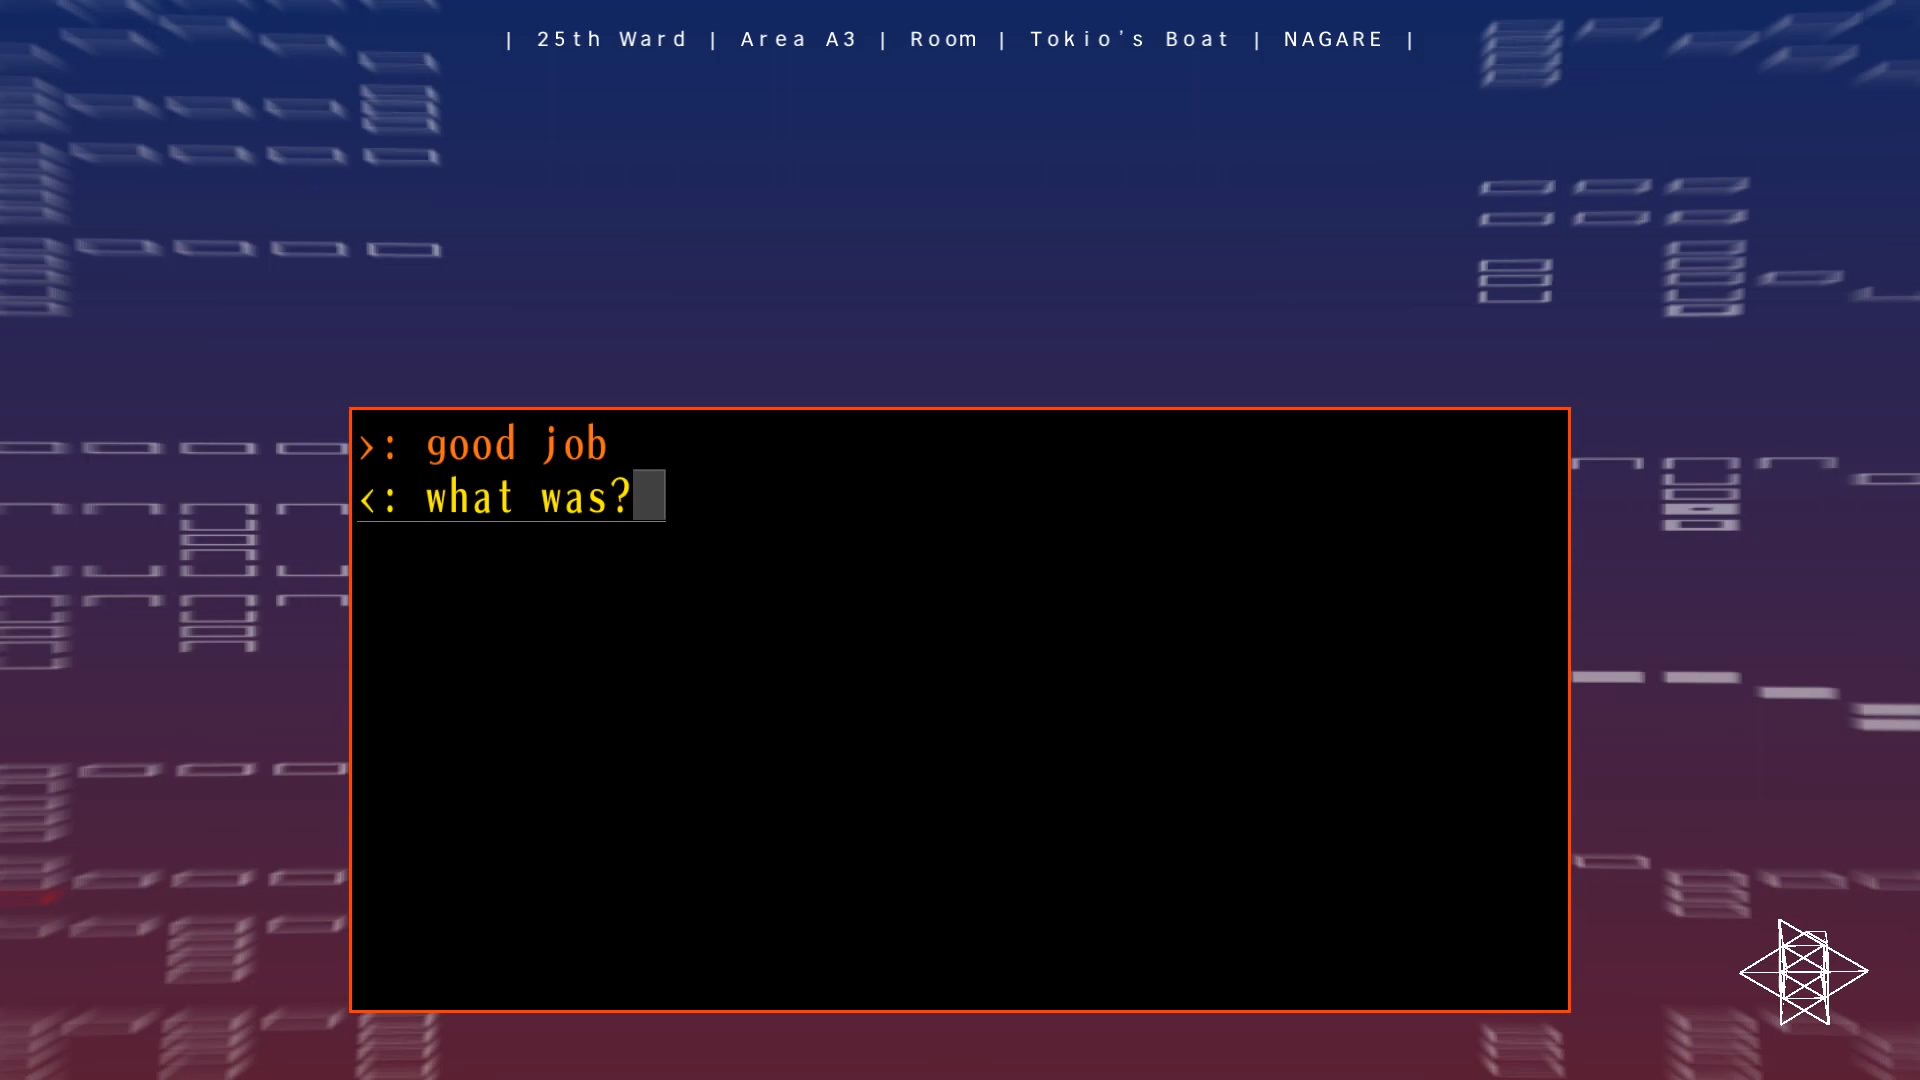 | 25th Ward | Area A3 | Room | Tokio's Boat | NAGARE |
>: good job
<: what was?